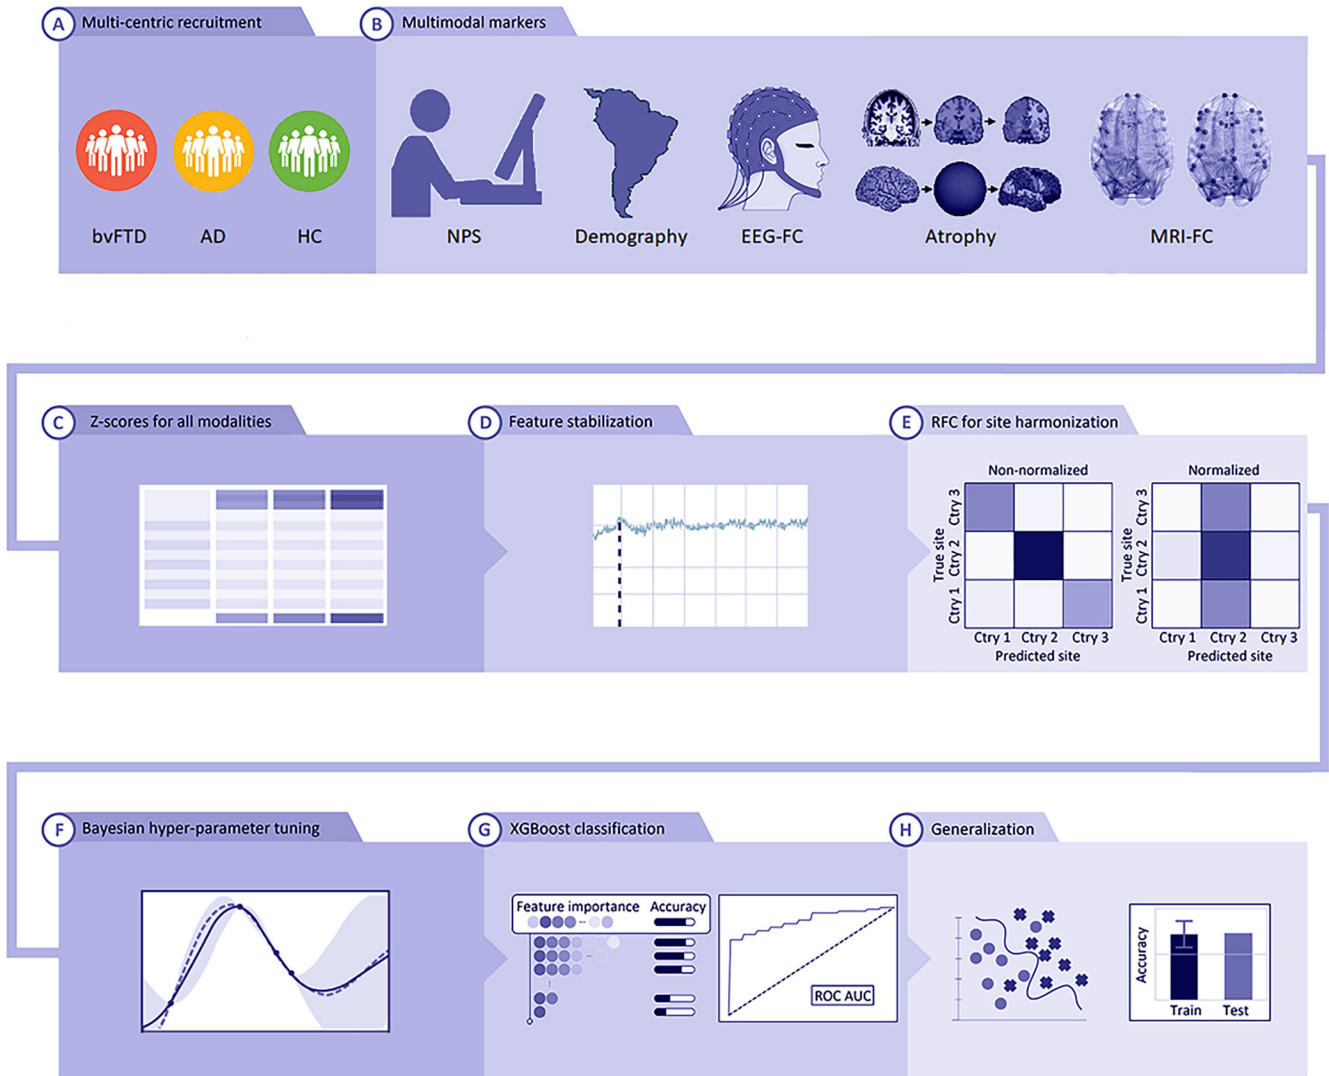 A Multi-centric recruitment
B Multimodal markers
bvFTD AD HC
NPS Demography EEG-FC Atrophy MRI-FC
C Z-scores for all modalities
D Feature stabilization
E RFC for site harmonization
Non-normalized
True site
Ctry 3
Ctry 2
Ctry 1
Ctry 1 Ctry 2 Ctry 3
Predicted site
Normalized
True site
Ctry 3
Ctry 2
Ctry 1
Ctry 1 Ctry 2 Ctry 3
Predicted site
F Bayesian hyper-parameter tuning
G XGBoost classification
Feature importance Accuracy
ROC AUC
H Generalization
Accuracy
Train Test